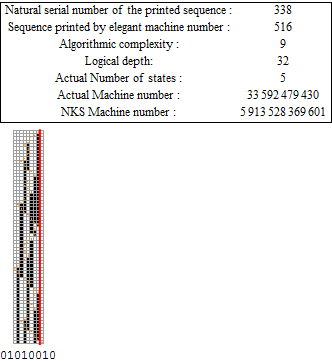 Natural serial number of the printed sequence : 338
Sequence printed by elegant machine number : 516
Algorithmic complexity : 9
Logical depth: 32
Actual Number of states : 5
Actual Machine number : 33 592 479 430
NKS Machine number : 5 913 528 369 601
01010010